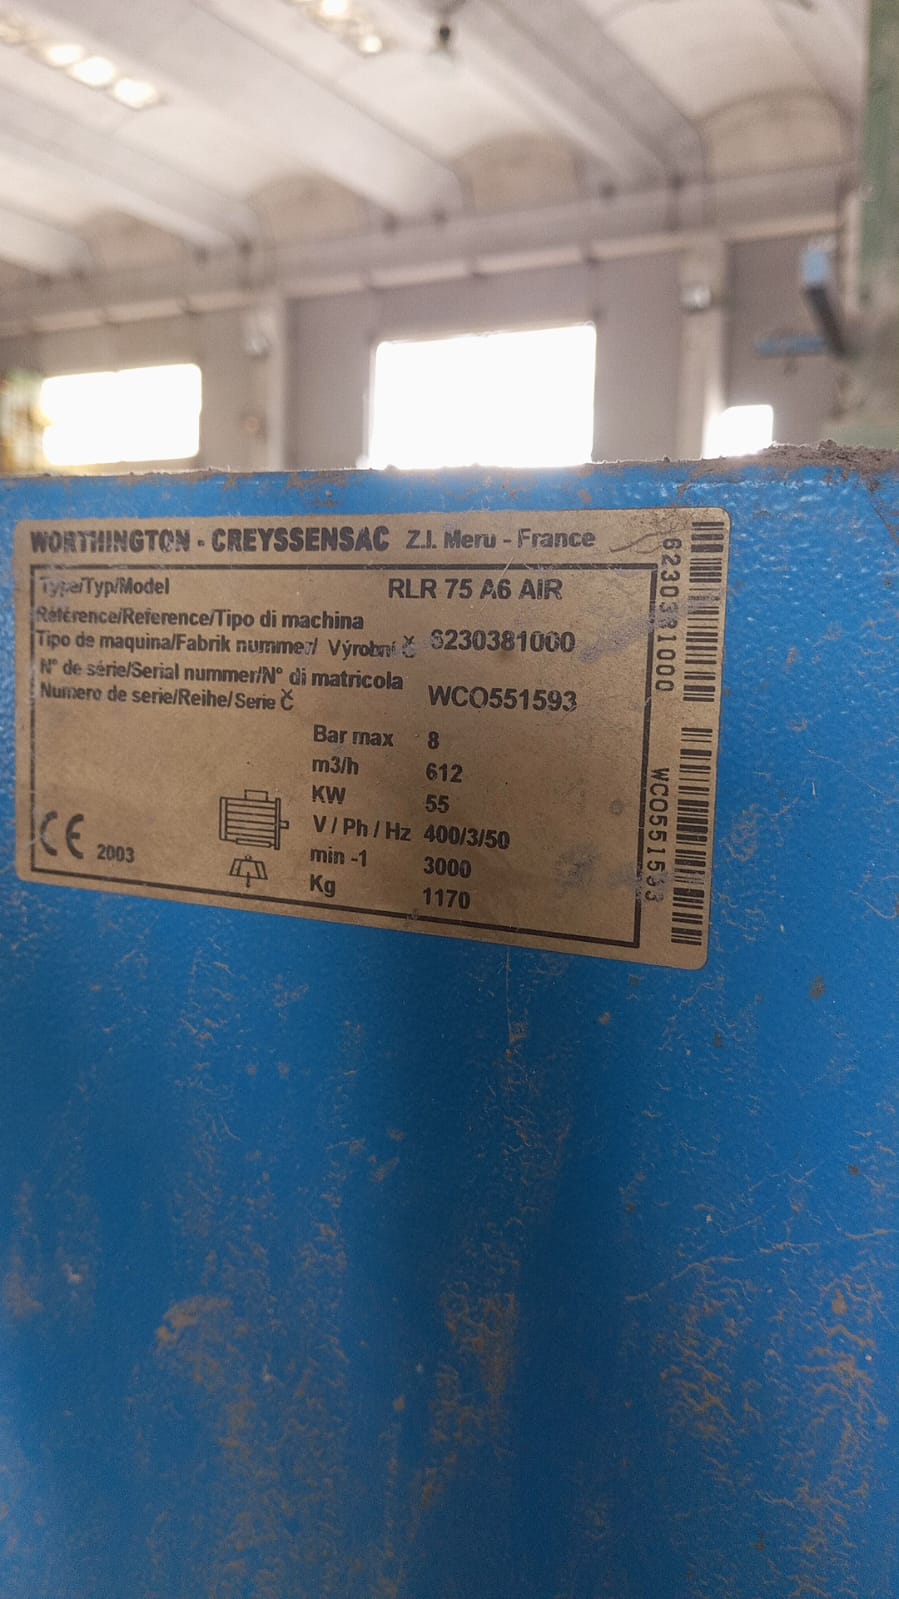 WORTHINGTON - CREYSSENSAC Z.I. Meru - France
Type/Typ/Model RLR 75 A6 AIR
Référence/Reference/Tipo di machina
Tipo de maquina/Fabrik nummer/ Výrobní č 6230381000
N° de série/Serial nummer/N° di matricola
Numero de serie/Reihe/Serie Č WCO551593
Bar max 8
m3/h 612
KW 55
V / Ph / Hz 400/3/50
min -1 3000
Kg 1170
CE 2003
6230381000
WCO551593